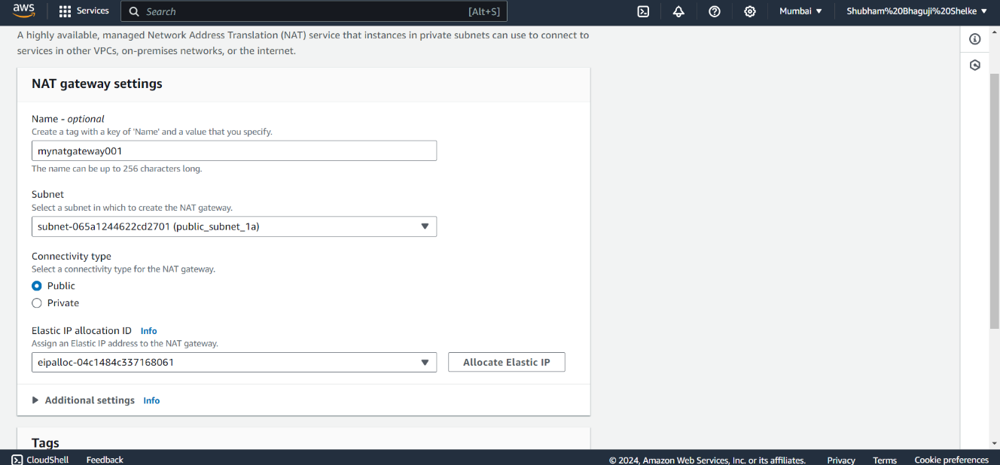 aws
Services
Search [Alt+S]
Mumbai
Shubham%20Bhaguji%20Shelke
A highly available, managed Network Address Translation (NAT) service that instances in private subnets can use to connect to
services in other VPCs, on-premises networks, or the internet.
NAT gateway settings
Name - optional
Create a tag with a key of 'Name' and a value that you specify.
mynatgateway001
The name can be up to 256 characters long.
Subnet
Select a subnet in which to create the NAT gateway.
subnet-065a1244622cd2701 (public_subnet_1a)
Connectivity type
Select a connectivity type for the NAT gateway.
Public
Private
Elastic IP allocation ID Info
Assign an Elastic IP address to the NAT gateway.
eipalloc-04c1484c337168061
Allocate Elastic IP
Additional settings Info
Tags
CloudShell Feedback © 2024, Amazon Web Services, Inc. or its affiliates. Privacy Terms Cookie preferences